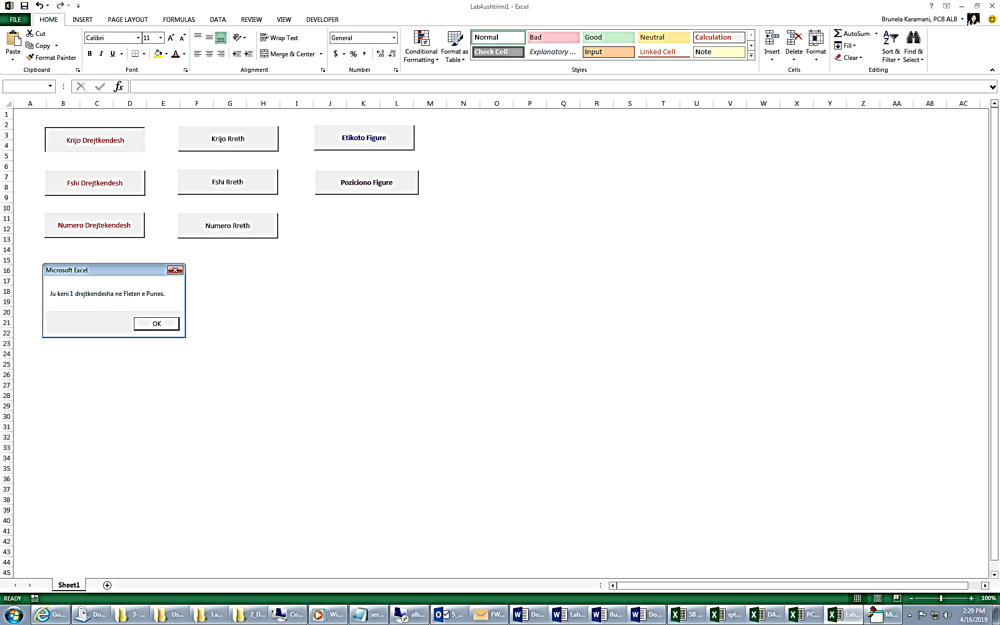 Lab4ushtrimi1 - Excel
FILE HOME INSERT PAGE LAYOUT FORMULAS DATA REVIEW VIEW DEVELOPER
Brunela Karamani, PCB ALB
Paste
Cut
Copy
Format Painter
Clipboard
Calibri 11
B I U
Font
Wrap Text
Merge & Center
Alignment
General
$ % ,
Number
Conditional Formatting
Format as Table
Normal Bad Good Neutral Calculation
Check Cell Explanatory ... Input Linked Cell Note
Styles
Insert Delete Format
Cells
AutoSum
Fill
Clear
Sort & Filter
Find & Select
Editing
fx
A B C D E F G H I J K L M N O P Q R S T U V W X Y Z AA AB AC
1
2
3
4
5
6
7
8
9
10
11
12
13
14
15
16
17
18
19
20
21
22
23
24
25
26
27
28
29
30
31
32
33
34
35
36
37
38
39
40
41
42
43
44
45
Krijo Drejtkendesh Krijo Rreth Etikoto Figure
Fshi Drejtkendesh Fshi Rreth Poziciono Figure
Numero Drejtekendesh Numero Rreth
Microsoft Excel
Ju keni 1 drejtkendesha ne Fleten e Punes.
OK
Sheet1
READY
100%
Go... Do... 3- ... Us... La... 2_D... Co... Wi... ser... alb... 5_... FW... Do... Lab... Bu... Do... SB ... rpt... DA... PC... Lab... Mi...
2:29 PM
4/16/2019